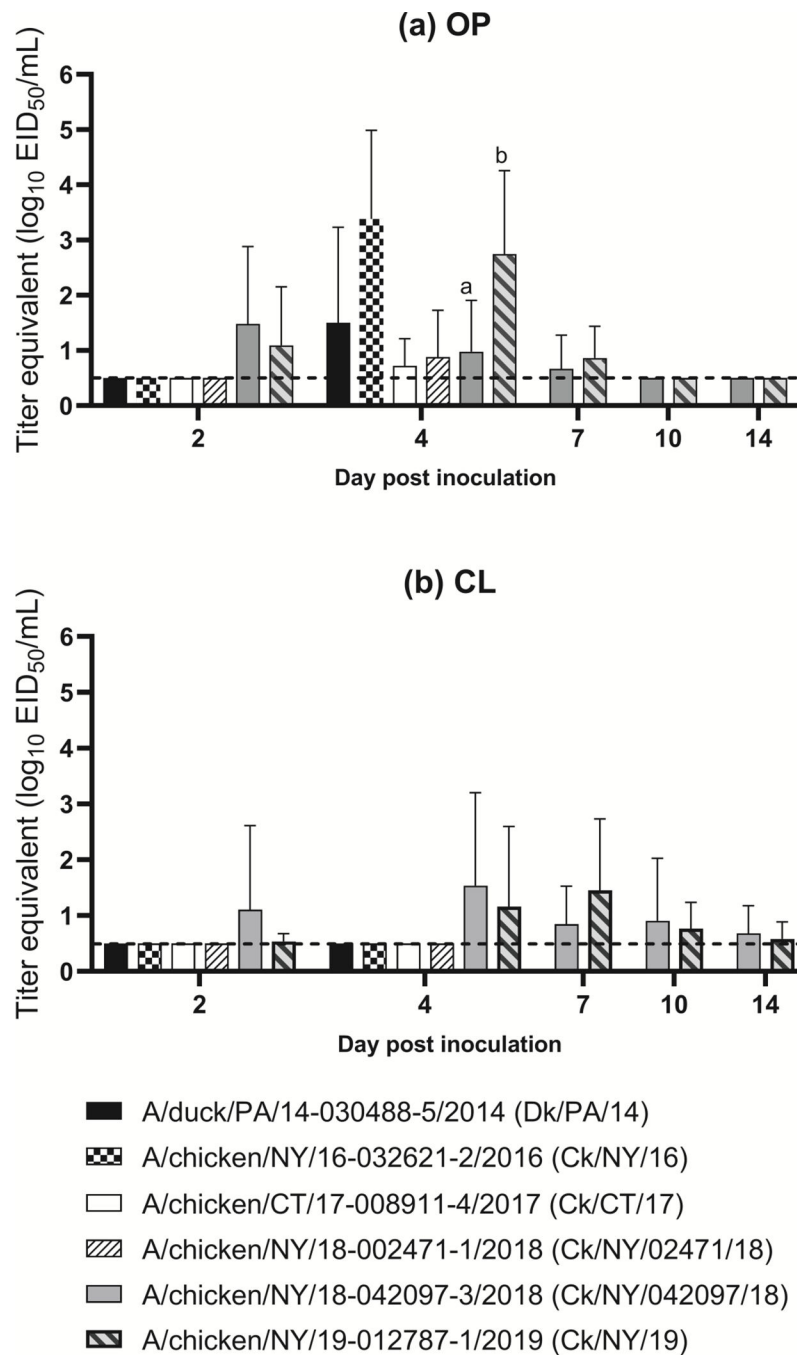 (a) OP
Titer equivalent (log₁₀ EID₅₀/mL)
6
5
4
3
2
1
0
a
b
2 4 7 10 14
Day post inoculation
(b) CL
Titer equivalent (log₁₀ EID₅₀/mL)
6
5
4
3
2
1
0
2 4 7 10 14
Day post inoculation
A/duck/PA/14-030488-5/2014 (Dk/PA/14)
A/chicken/NY/16-032621-2/2016 (Ck/NY/16)
A/chicken/CT/17-008911-4/2017 (Ck/CT/17)
A/chicken/NY/18-002471-1/2018 (Ck/NY/02471/18)
A/chicken/NY/18-042097-3/2018 (Ck/NY/042097/18)
A/chicken/NY/19-012787-1/2019 (Ck/NY/19)